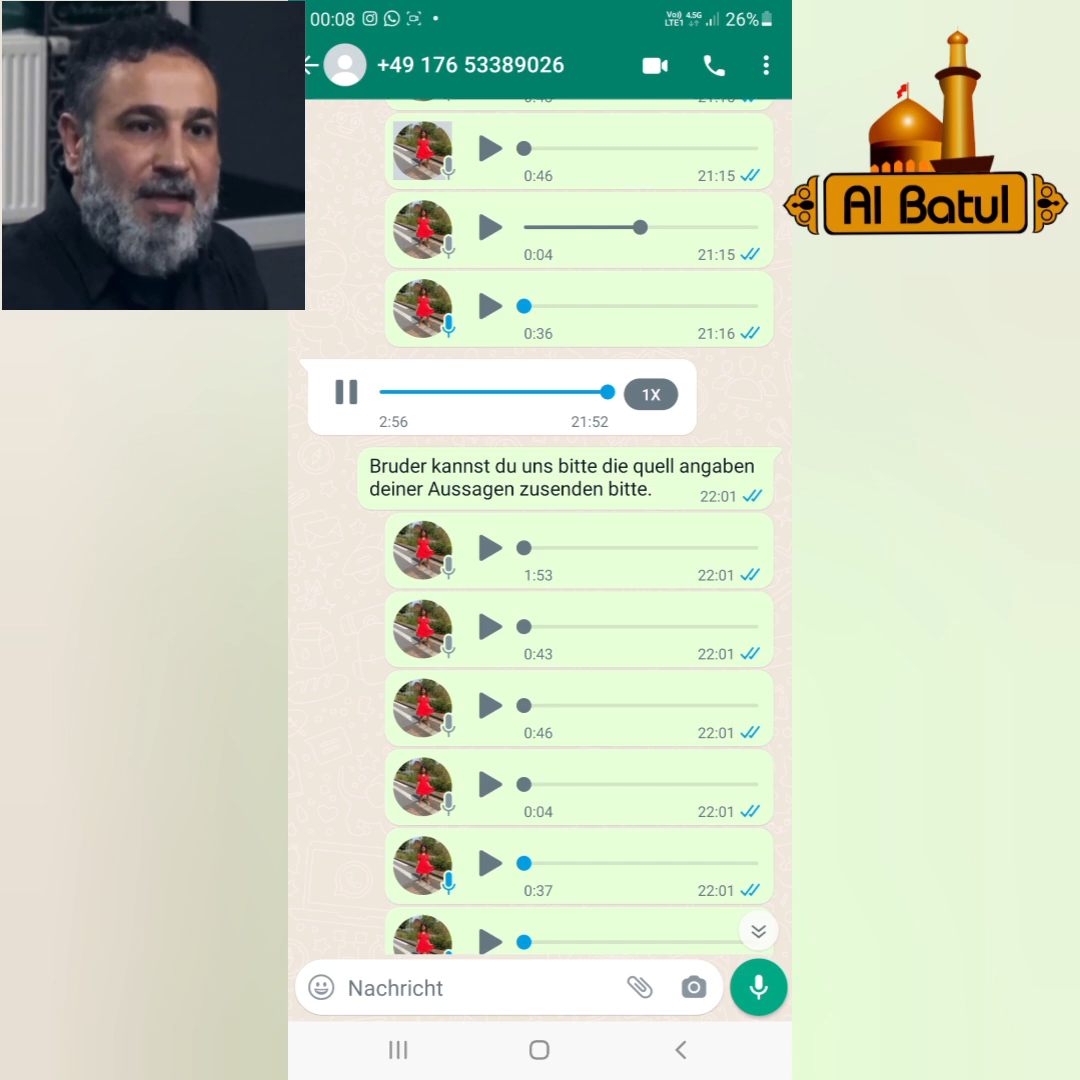 00:08
Vo)) 4.5G
LTE1
26%
+49 176 53389026
0:46 21:15
0:04 21:15
0:36 21:16
1X
2:56 21:52
Bruder kannst du uns bitte die quell angaben
deiner Aussagen zusenden bitte.
22:01
1:53 22:01
0:43 22:01
0:46 22:01
0:04 22:01
0:37 22:01
Nachricht
Al Batul